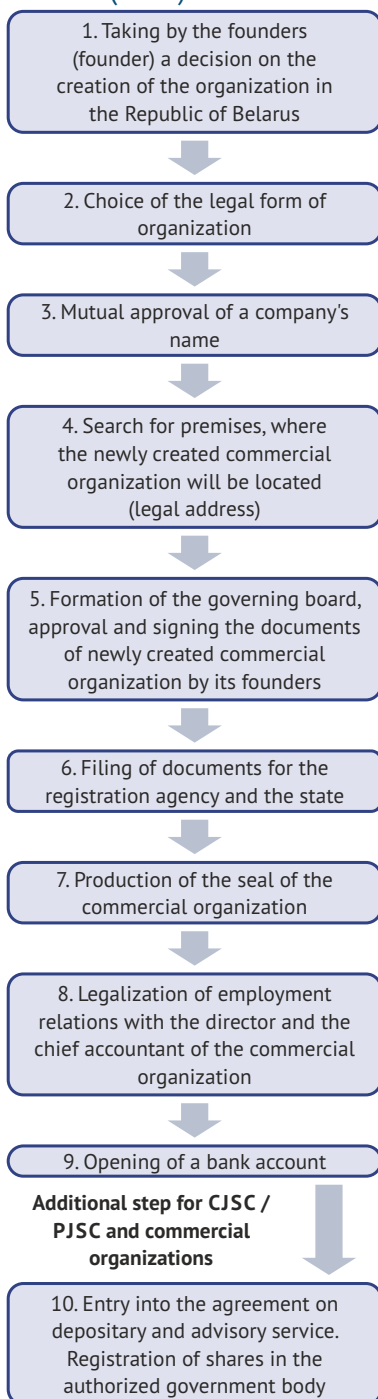 1. Taking by the founders
(founder) a decision on the
creation of the organization in
the Republic of Belarus
2. Choice of the legal form of
organization
3. Mutual approval of a company's
name
4. Search for premises, where
the newly created commercial
organization will be located
(legal address)
5. Formation of the governing board,
approval and signing the documents
of newly created commercial
organization by its founders
6. Filing of documents for the
registration agency and the state
7. Production of the seal of the
commercial organization
8. Legalization of employment
relations with the director and the
chief accountant of the commercial
organization
9. Opening of a bank account
Additional step for CJSC /
PJSC and commercial
organizations
10. Entry into the agreement on
depositary and advisory service.
Registration of shares in the
authorized government body